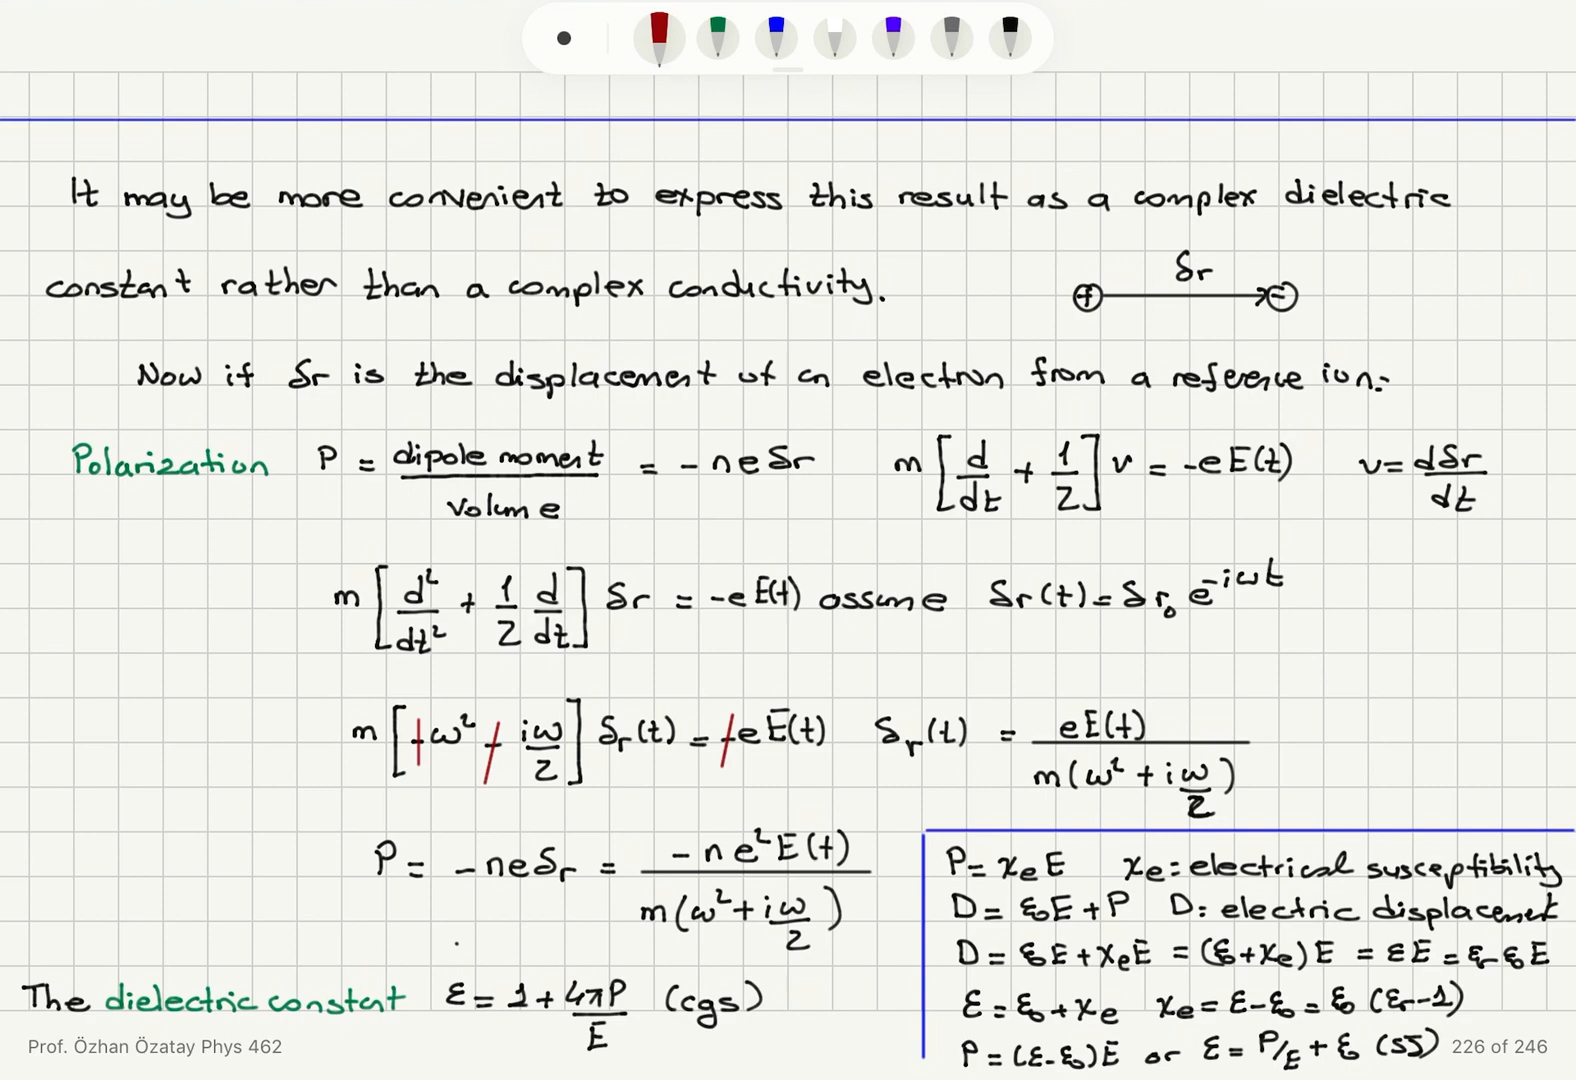 It may be more convenient to express this result as a complex dielectric
constant rather than a complex conductivity.
δr
⊕ → ⊖
Now if δr is the displacement of an electron from a reference ion:
Polarization P = dipole moment / volume = - neδr m[d/dt + 1/τ]v = -eE(t) v = dδr/dt
m[d²/dt² + 1/τ d/dt] δr = -eE(t) assume δr(t) = δr₀ e^-iωt
m[+ω² + iω/τ] δr(t) = +eE(t) δr(t) = eE(t) / m(ω² + iω/τ)
P = -neδr = -ne²E(t) / m(ω² + iω/τ)
The dielectric constant ε = 1 + 4πP/E (cgs)
P = χe E χe: electrical susceptibility
D = ε₀E + P D: electric displacement
D = ε₀E + χeE = (ε₀ + χe)E = εE = εrε₀E
ε = ε₀ + χe χe = ε - ε₀ = ε₀(εr - 1)
P = (ε - ε₀)E or ε = P/E + ε₀ (SI)
Prof. Özhan Özatay Phys 462
226 of 246